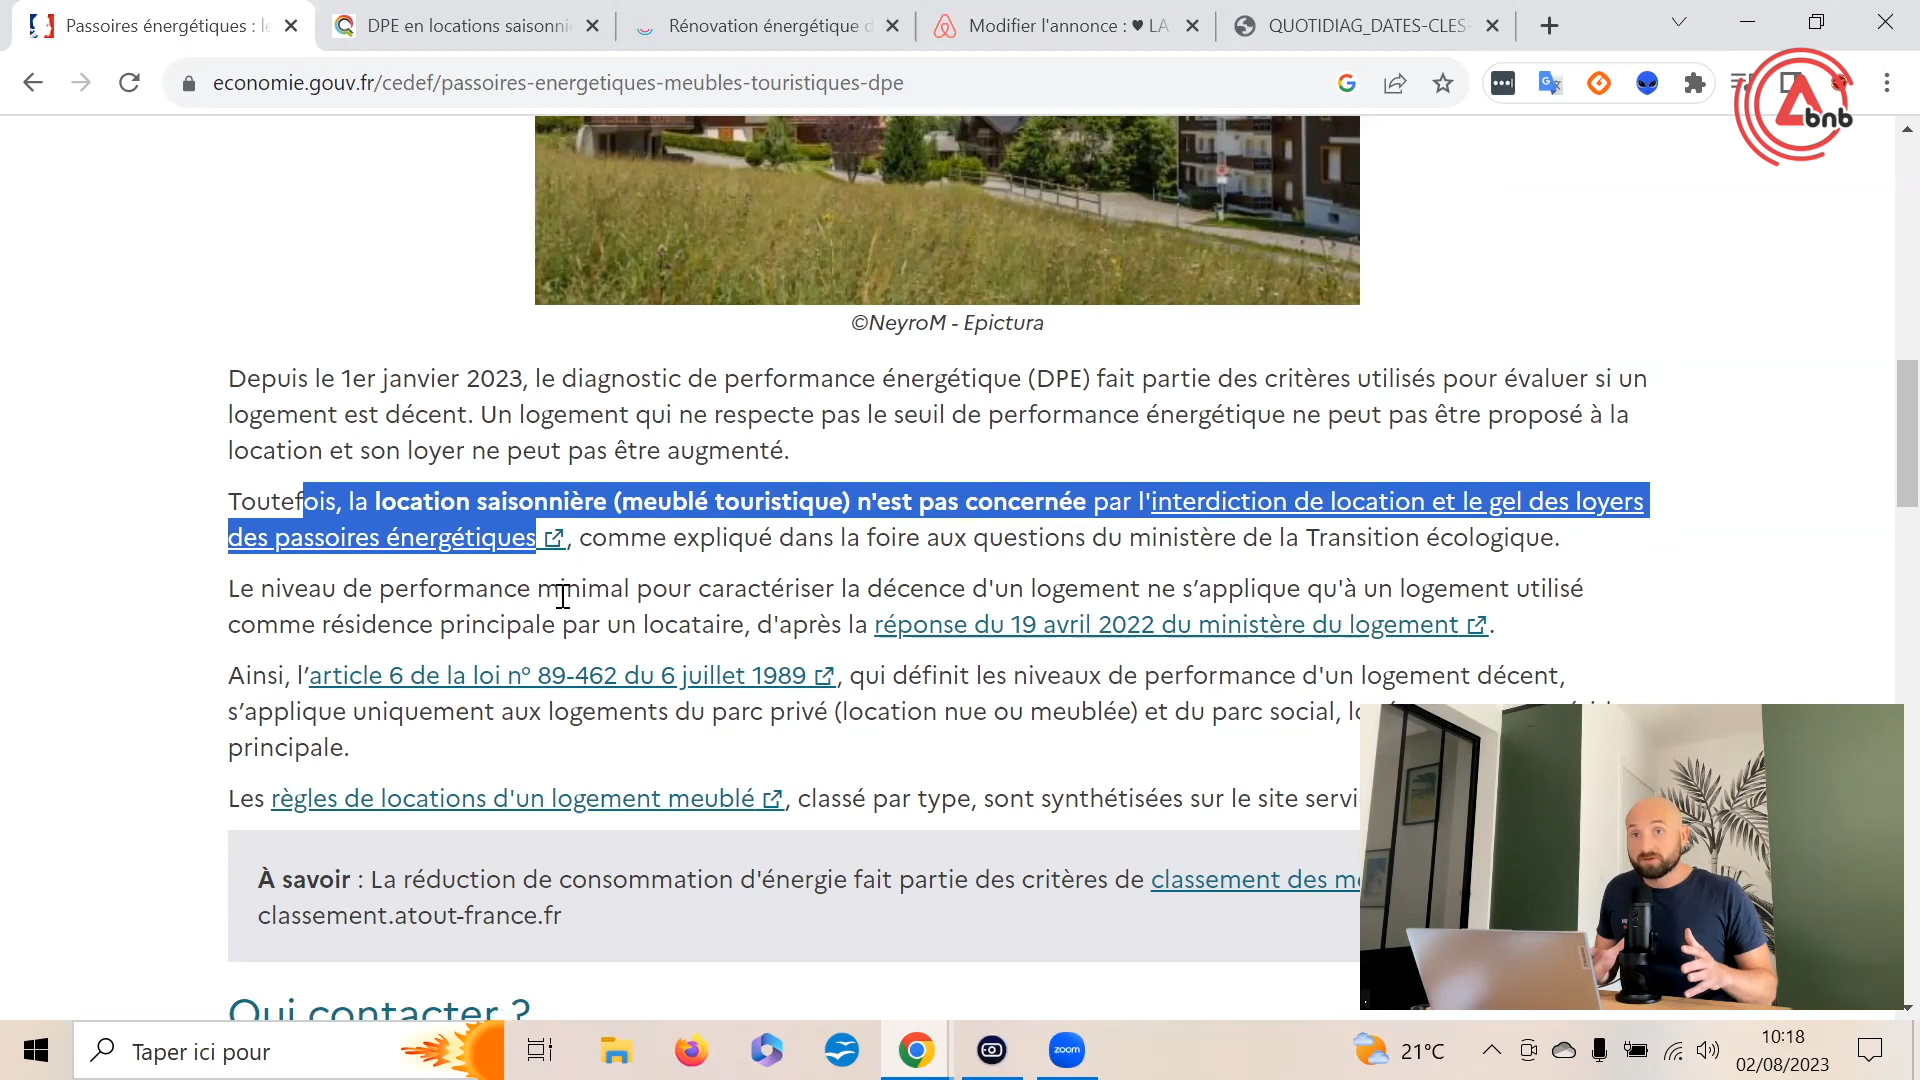 Passoires énergétiques : le
DPE en locations saisonniè
Rénovation énergétique d
Modifier l'annonce : ♥ LA
QUOTIDIAG_DATES-CLES-
economie.gouv.fr/cedef/passoires-energetiques-meubles-touristiques-dpe
bnb
©NeyroM - Epictura
Depuis le 1er janvier 2023, le diagnostic de performance énergétique (DPE) fait partie des critères utilisés pour évaluer si un
logement est décent. Un logement qui ne respecte pas le seuil de performance énergétique ne peut pas être proposé à la
location et son loyer ne peut pas être augmenté.
Toutefois, la location saisonnière (meublé touristique) n'est pas concernée par l'interdiction de location et le gel des loyers
des passoires énergétiques, comme expliqué dans la foire aux questions du ministère de la Transition écologique.
Le niveau de performance minimal pour caractériser la décence d'un logement ne s’applique qu'à un logement utilisé
comme résidence principale par un locataire, d'après la réponse du 19 avril 2022 du ministère du logement.
Ainsi, l’article 6 de la loi n° 89-462 du 6 juillet 1989, qui définit les niveaux de performance d'un logement décent,
s’applique uniquement aux logements du parc privé (location nue ou meublée) et du parc social,
principale.
Les règles de locations d'un logement meublé, classé par type, sont synthétisées sur le site servi
À savoir : La réduction de consommation d'énergie fait partie des critères de classement des m
classement.atout-france.fr
Qui contacter ?
Taper ici pour
zoom
21°C
10:18
02/08/2023